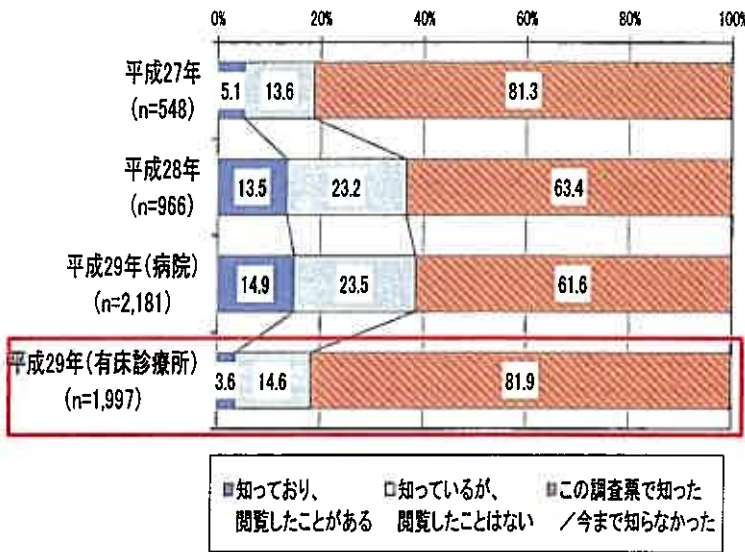 0% 20% 40% 60% 80% 100%
平成27年
(n=548)
5.1 13.6 81.3
平成28年
(n=966)
13.5 23.2 63.4
平成29年(病院)
(n=2,181)
14.9 23.5 61.6
平成29年(有床診療所)
(n=1,997)
3.6 14.6 81.9
知っており、
閲覧したことがある
知っているが、
閲覧したことはない
この調査票で知った
/今まで知らなかった